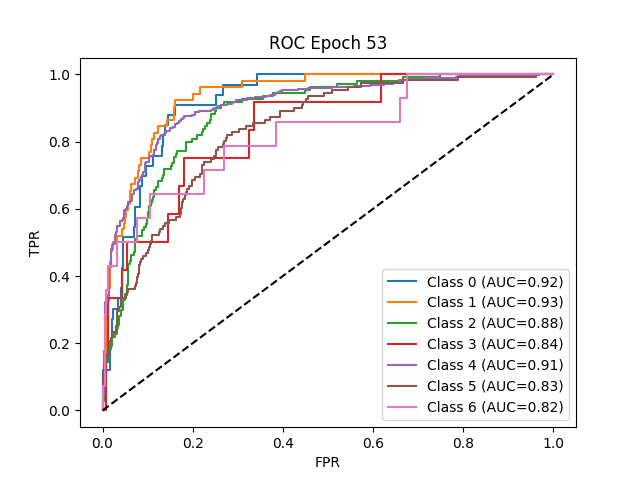 ROC Epoch 53
TPR
1.0
0.8
0.6
0.4
0.2
0.0
Class 0 (AUC=0.92)
Class 1 (AUC=0.93)
Class 2 (AUC=0.88)
Class 3 (AUC=0.84)
Class 4 (AUC=0.91)
Class 5 (AUC=0.83)
Class 6 (AUC=0.82)
0.0 0.2 0.4 0.6 0.8 1.0
FPR